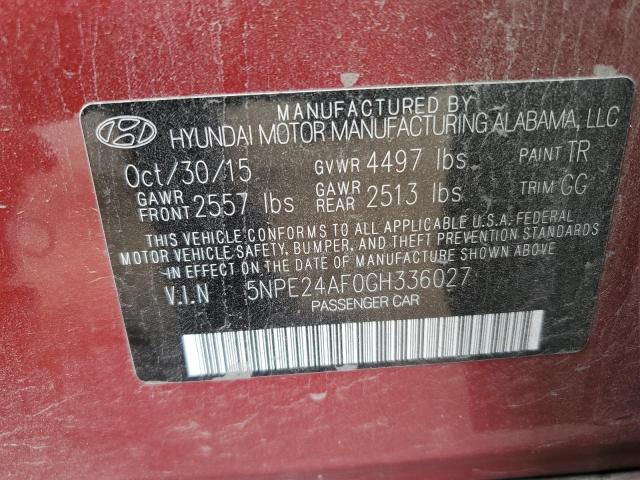 MANUFACTURED BY
HYUNDAI MOTOR MANUFACTURING ALABAMA, LLC
Oct/30/15 GVWR 4497 lbs PAINT TR
GAWR FRONT 2557 lbs GAWR REAR 2513 lbs TRIM GG
THIS VEHICLE CONFORMS TO ALL APPLICABLE U.S.A. FEDERAL
MOTOR VEHICLE SAFETY, BUMPER, AND THEFT PREVENTION STANDARDS
IN EFFECT ON THE DATE OF MANUFACTURE SHOWN ABOVE
V.I.N 5NPE24AF0GH336027
PASSENGER CAR